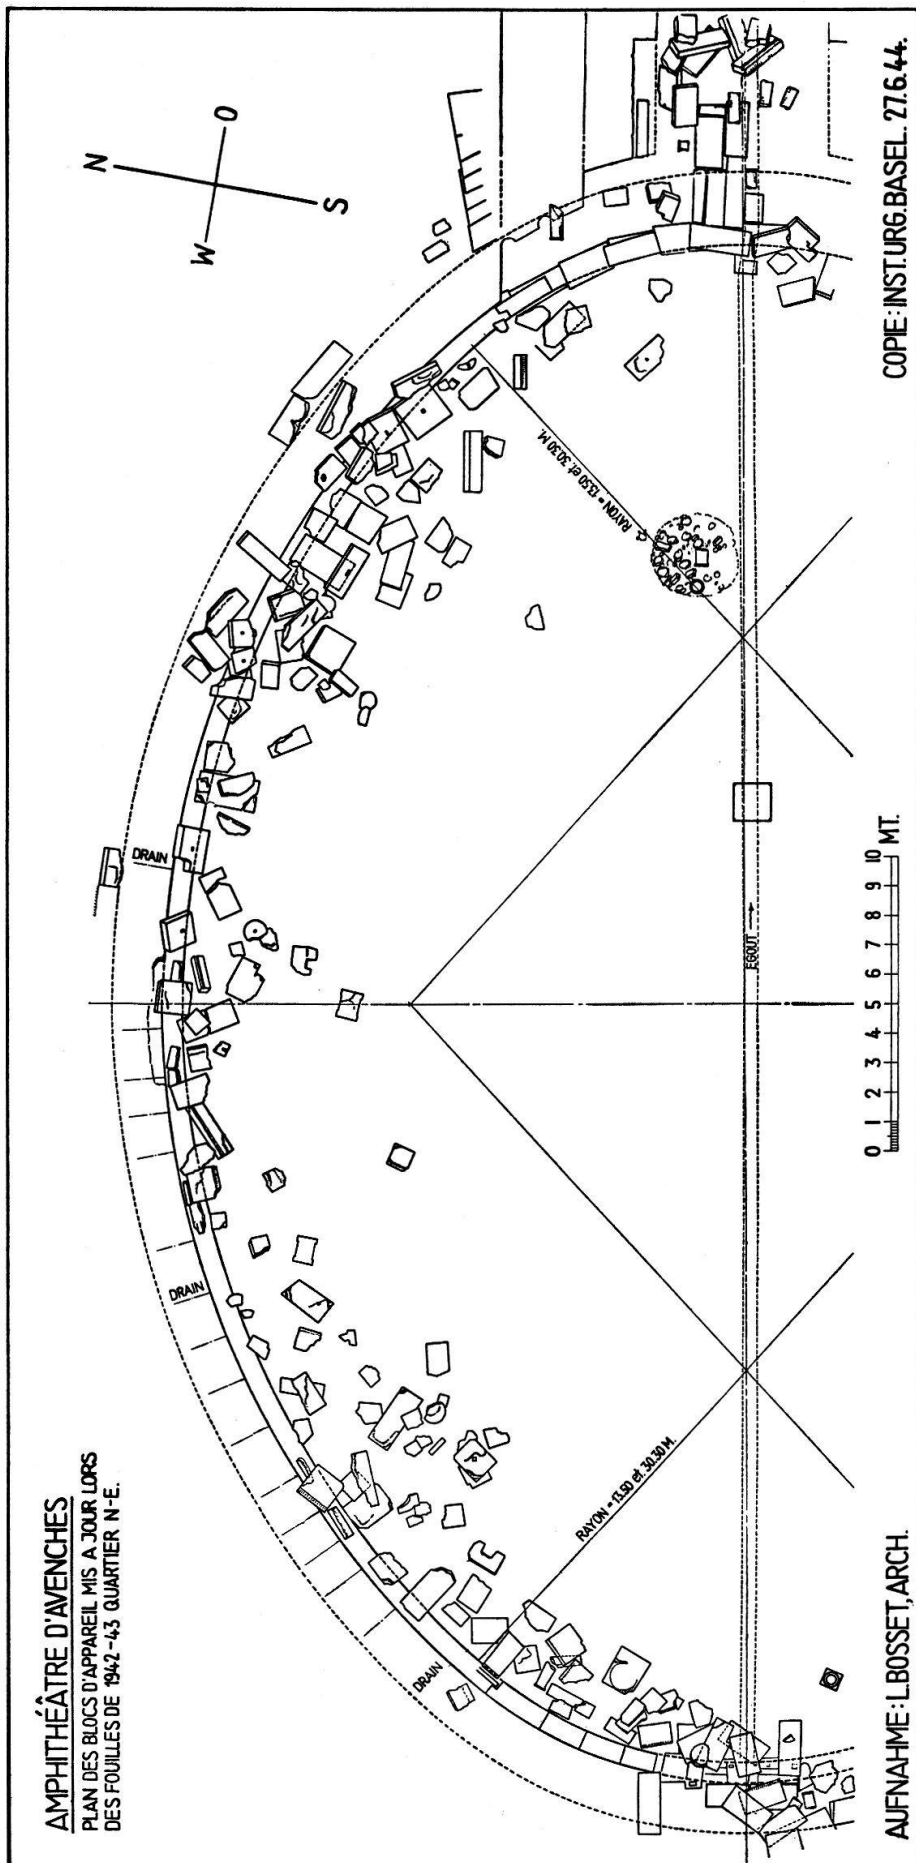 AMPHITHÉÂTRE D'AVENCHES
PLAN DES BLOCS D'APPAREIL MIS A JOUR LORS
DES FOUILLES DE 1942-43 QUARTIER N-E.
N
O
W
S
DRAIN
DRAIN
DRAIN
RAYON = 13.50 et. 30.30 M.
RAYON = 13.50 et. 30.30 M.
EGOUT
0 1 2 3 4 5 6 7 8 9 10 MT.
AUFNAHME: L.BOSSET, ARCH.
COPIE: INST.URG.BASEL. 27.6.44.